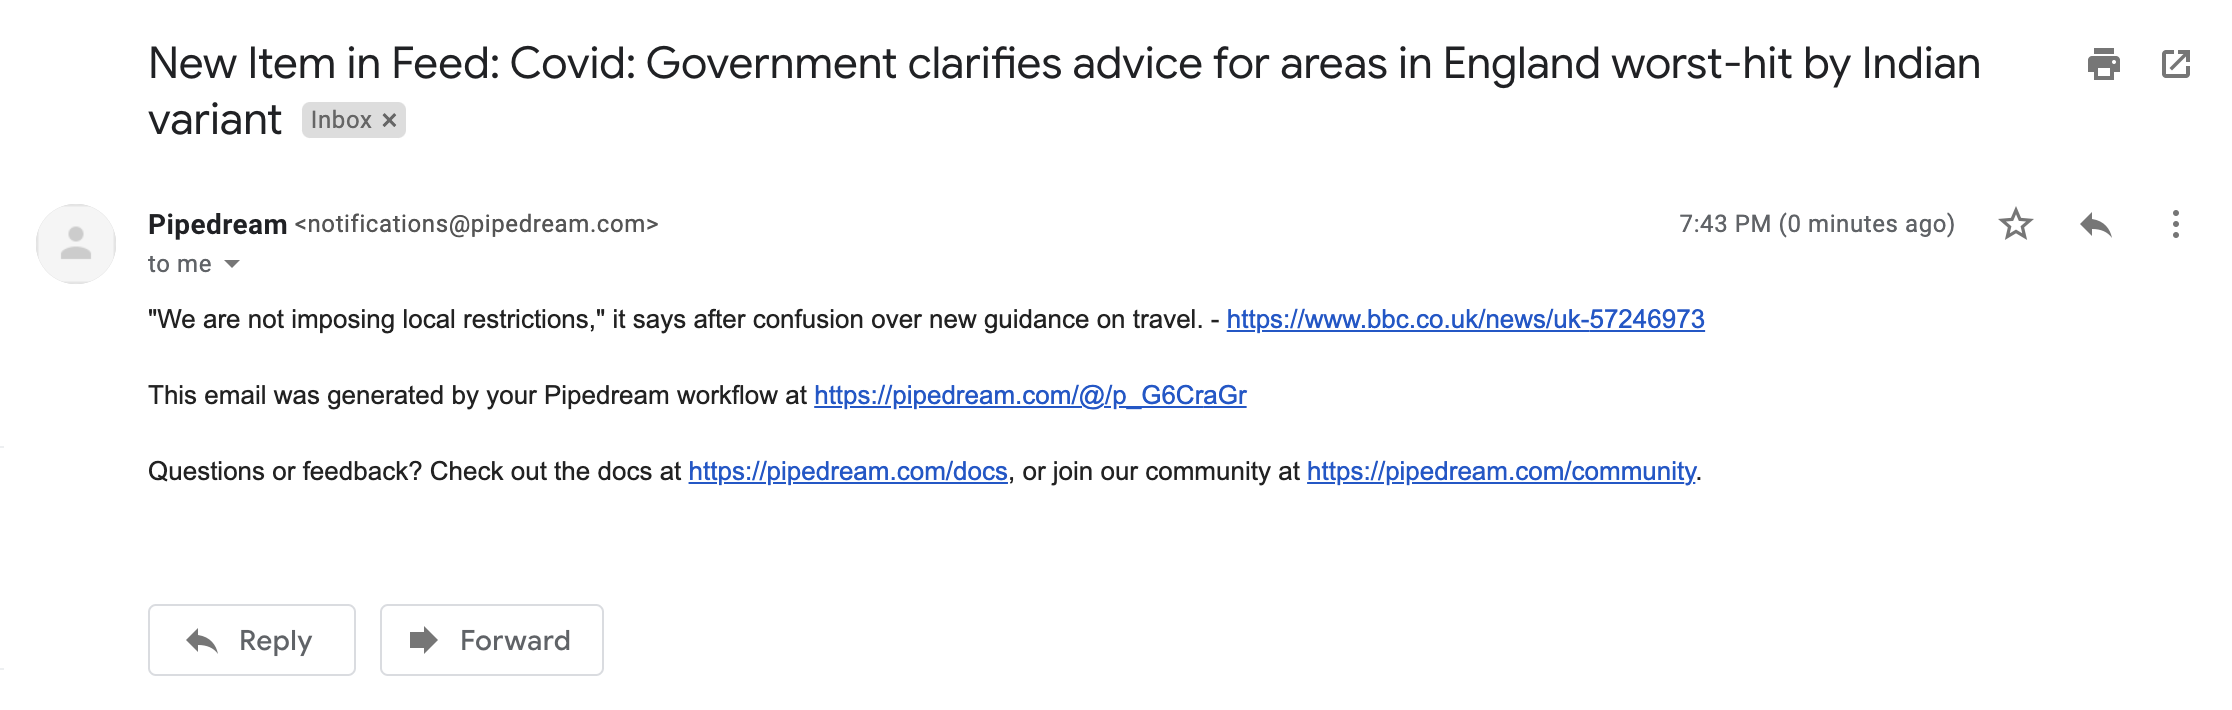 New Item in Feed: Covid: Government clarifies advice for areas in England worst-hit by Indian
variant Inbox ×
Pipedream <notifications@pipedream.com> 7:43 PM (0 minutes ago)
to me
"We are not imposing local restrictions," it says after confusion over new guidance on travel. - https://www.bbc.co.uk/news/uk-57246973
This email was generated by your Pipedream workflow at https://pipedream.com/@/p_G6CraGr
Questions or feedback? Check out the docs at https://pipedream.com/docs, or join our community at https://pipedream.com/community.
Reply Forward